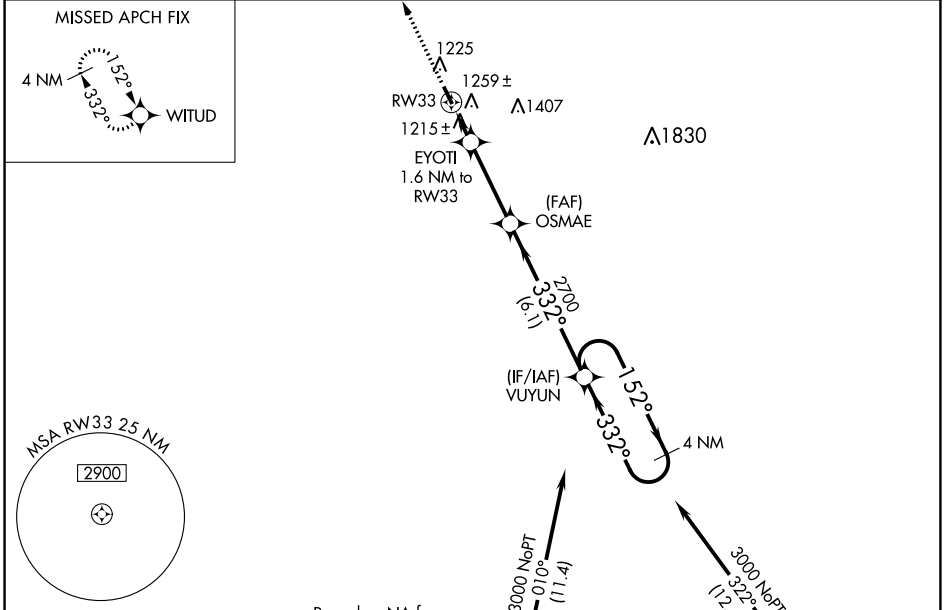 MISSED APCH FIX
4 NM
152°
332°
WITUD
1225
1259 ±
RW33
1407
1215 ±
1830
EYOTI
1.6 NM to
RW33
(FAF)
OSMAE
2700
332°
(6.1)
(IF/IAF)
VUYUN
152°
332°
4 NM
MSA RW33 25 NM
2900
3000 NoPT
010°
(11.4)
3000 NoPT
322°
(12